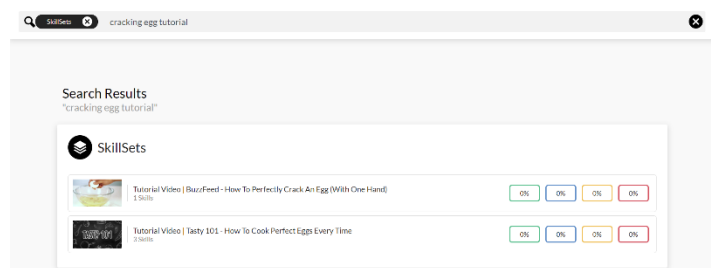 SkillSets cracking egg tutorial
Search Results
"cracking egg tutorial"
SkillSets
Tutorial Video | BuzzFeed - How To Perfectly Crack An Egg (With One Hand)
1 Skills
0% 0% 0% 0%
Tutorial Video | Tasty 101 - How To Cook Perfect Eggs Every Time
3 Skills
0% 0% 0% 0%